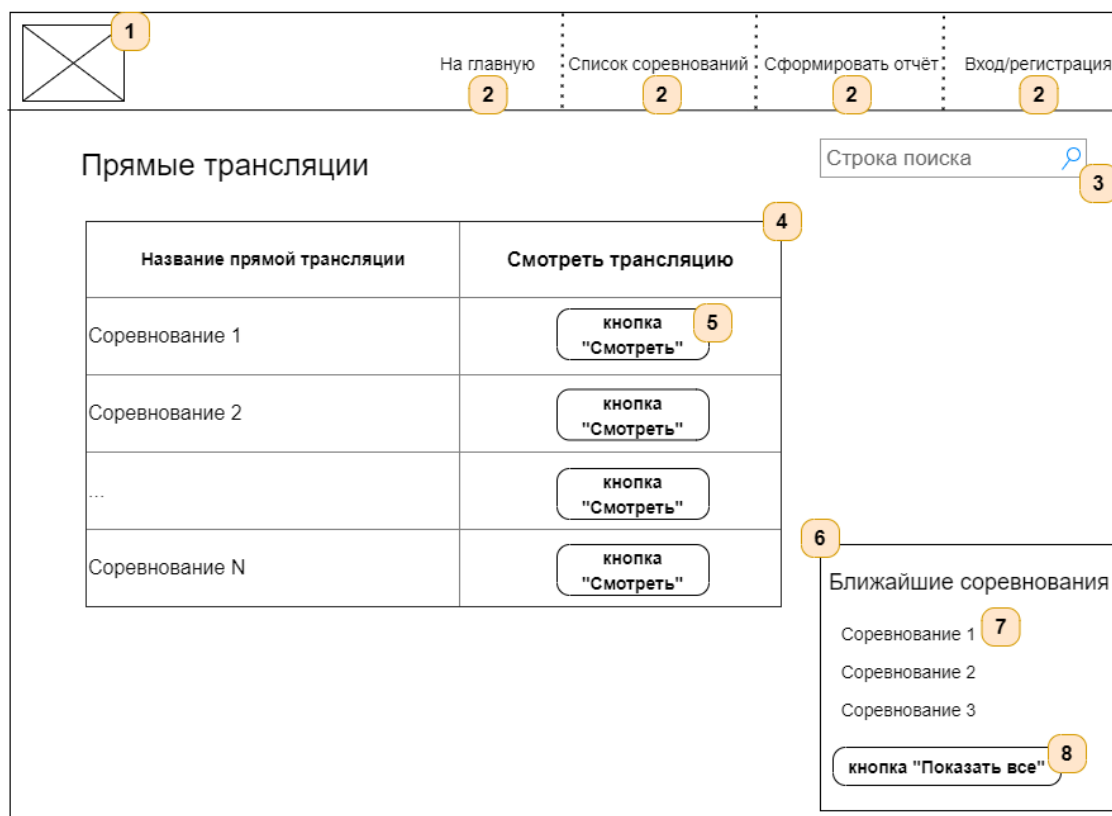 1
На главную
Список соревнований
Сформировать отчёт
Вход/регистрация
2
2
2
2
Прямые трансляции
Строка поиска
3
4
Название прямой трансляции
Смотреть трансляцию
Соревнование 1
кнопка
"Смотреть"
5
Соревнование 2
кнопка
"Смотреть"
...
кнопка
"Смотреть"
Соревнование N
кнопка
"Смотреть"
6
Ближайшие соревнования
Соревнование 1
7
Соревнование 2
Соревнование 3
кнопка "Показать все"
8